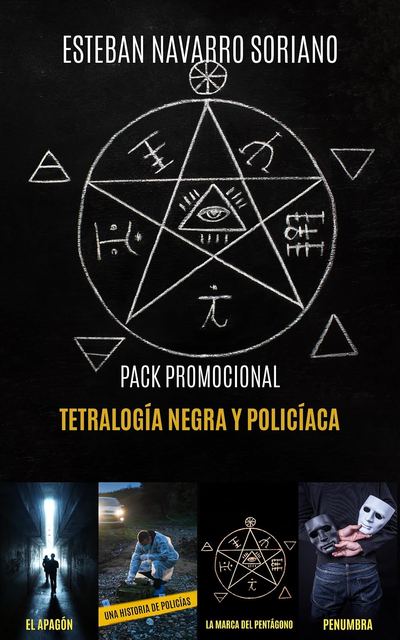 ESTEBAN NAVARRO SORIANO
PACK PROMOCIONAL
TETRALOGÍA NEGRA Y POLICÍACA
EL APAGÓN
UNA HISTORIA DE POLICÍAS
LA MARCA DEL PENTÁGONO
PENUMBRA